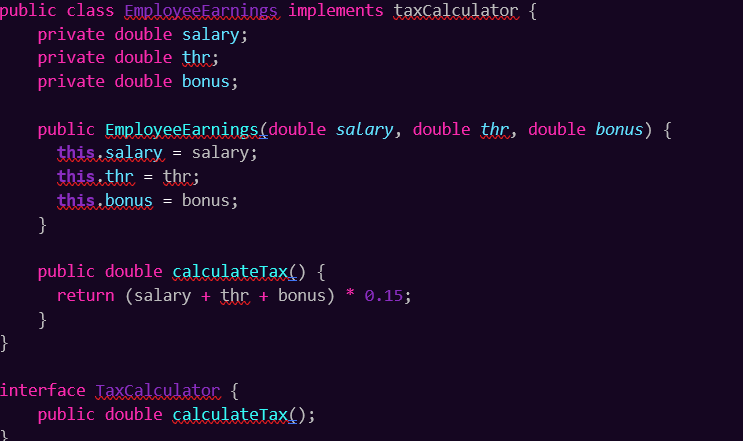 public class EmployeeEarnings implements taxCalculator {
    private double salary;
    private double thr;
    private double bonus;

    public EmployeeEarnings(double salary, double thr, double bonus) {
      this.salary = salary;
      this.thr = thr;
      this.bonus = bonus;
    }

    public double calculateTax() {
      return (salary + thr + bonus) * 0.15;
    }
}

interface TaxCalculator {
    public double calculateTax();
}